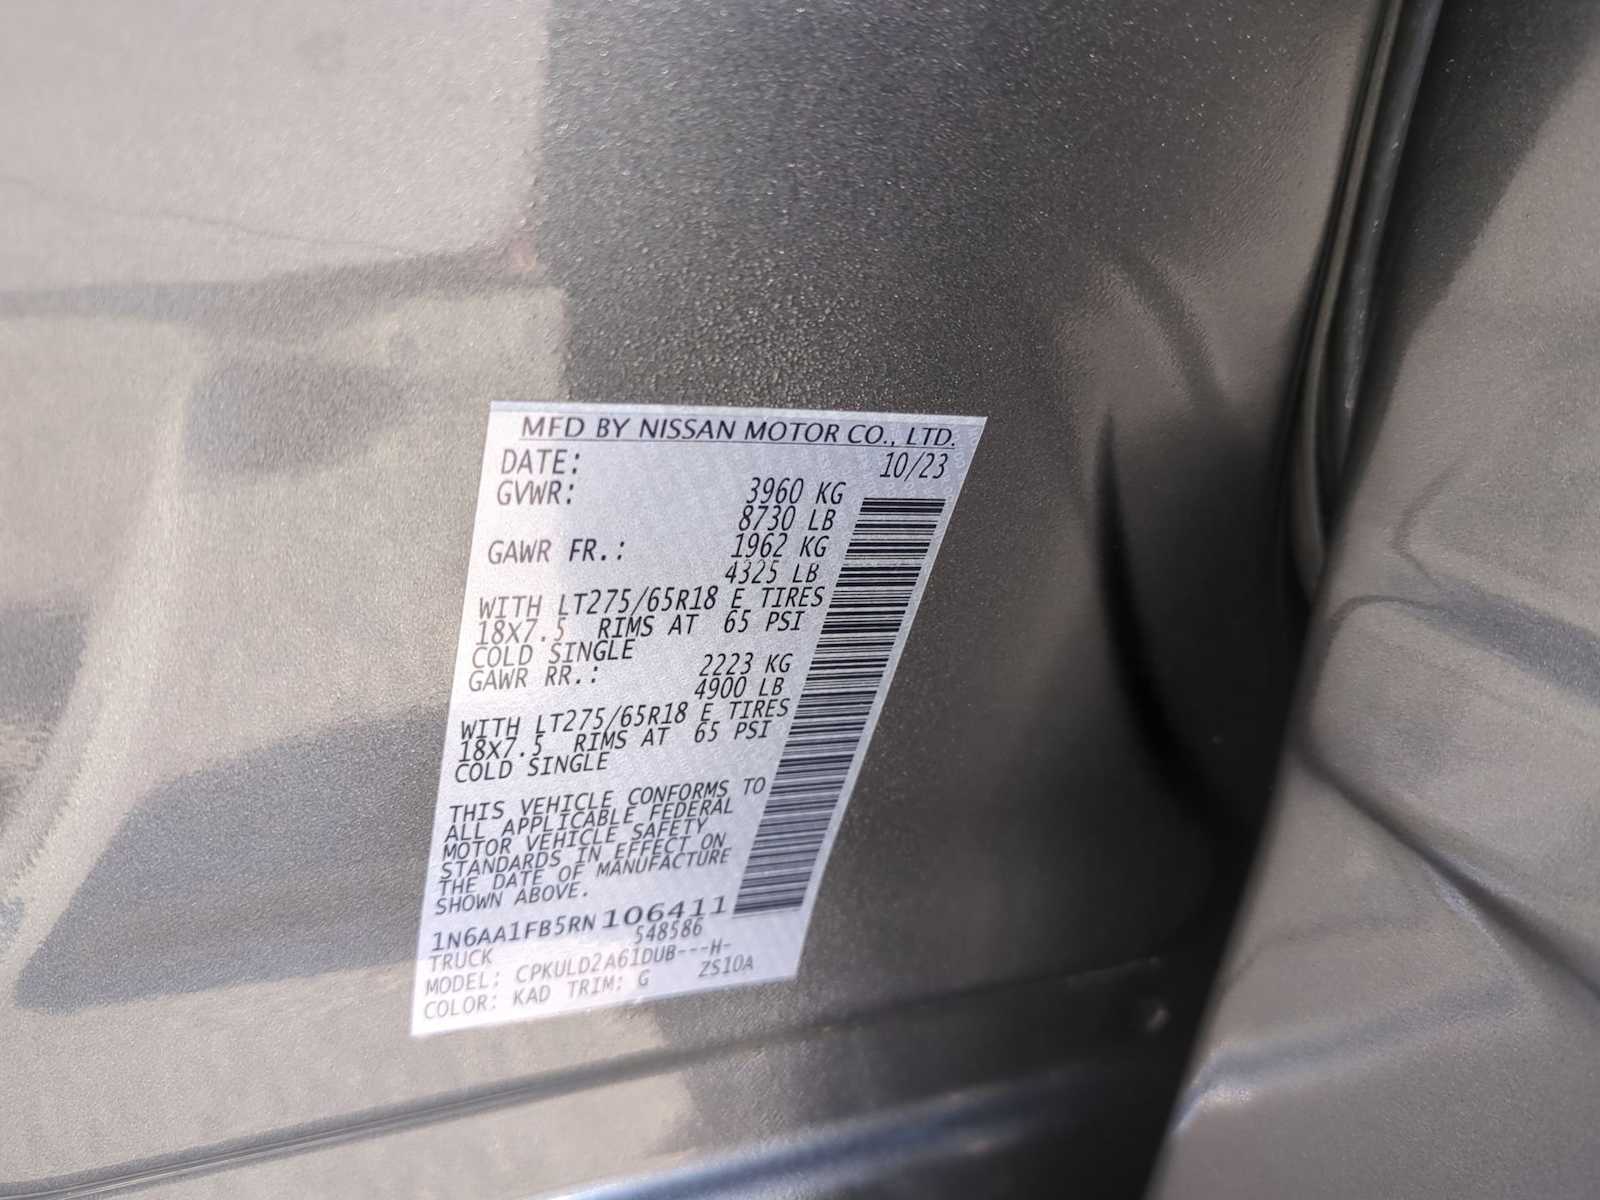 MFD BY NISSAN MOTOR CO., LTD.
DATE: 10/23
GVWR: 3960 KG
8730 LB
GAWR FR.: 1962 KG
4325 LB
WITH LT275/65R18 E TIRES
18X7.5 RIMS AT 65 PSI
COLD SINGLE
GAWR RR.: 2223 KG
4900 LB
WITH LT275/65R18 E TIRES
18X7.5 RIMS AT 65 PSI
COLD SINGLE
THIS VEHICLE CONFORMS TO
ALL APPLICABLE FEDERAL
MOTOR VEHICLE SAFETY
STANDARDS IN EFFECT ON
THE DATE OF MANUFACTURE
SHOWN ABOVE.
1N6AA1FB5RN106411
TRUCK 548586
MODEL: CPKULD2A61DUB---H-
COLOR: KAD TRIM: G ZS10A